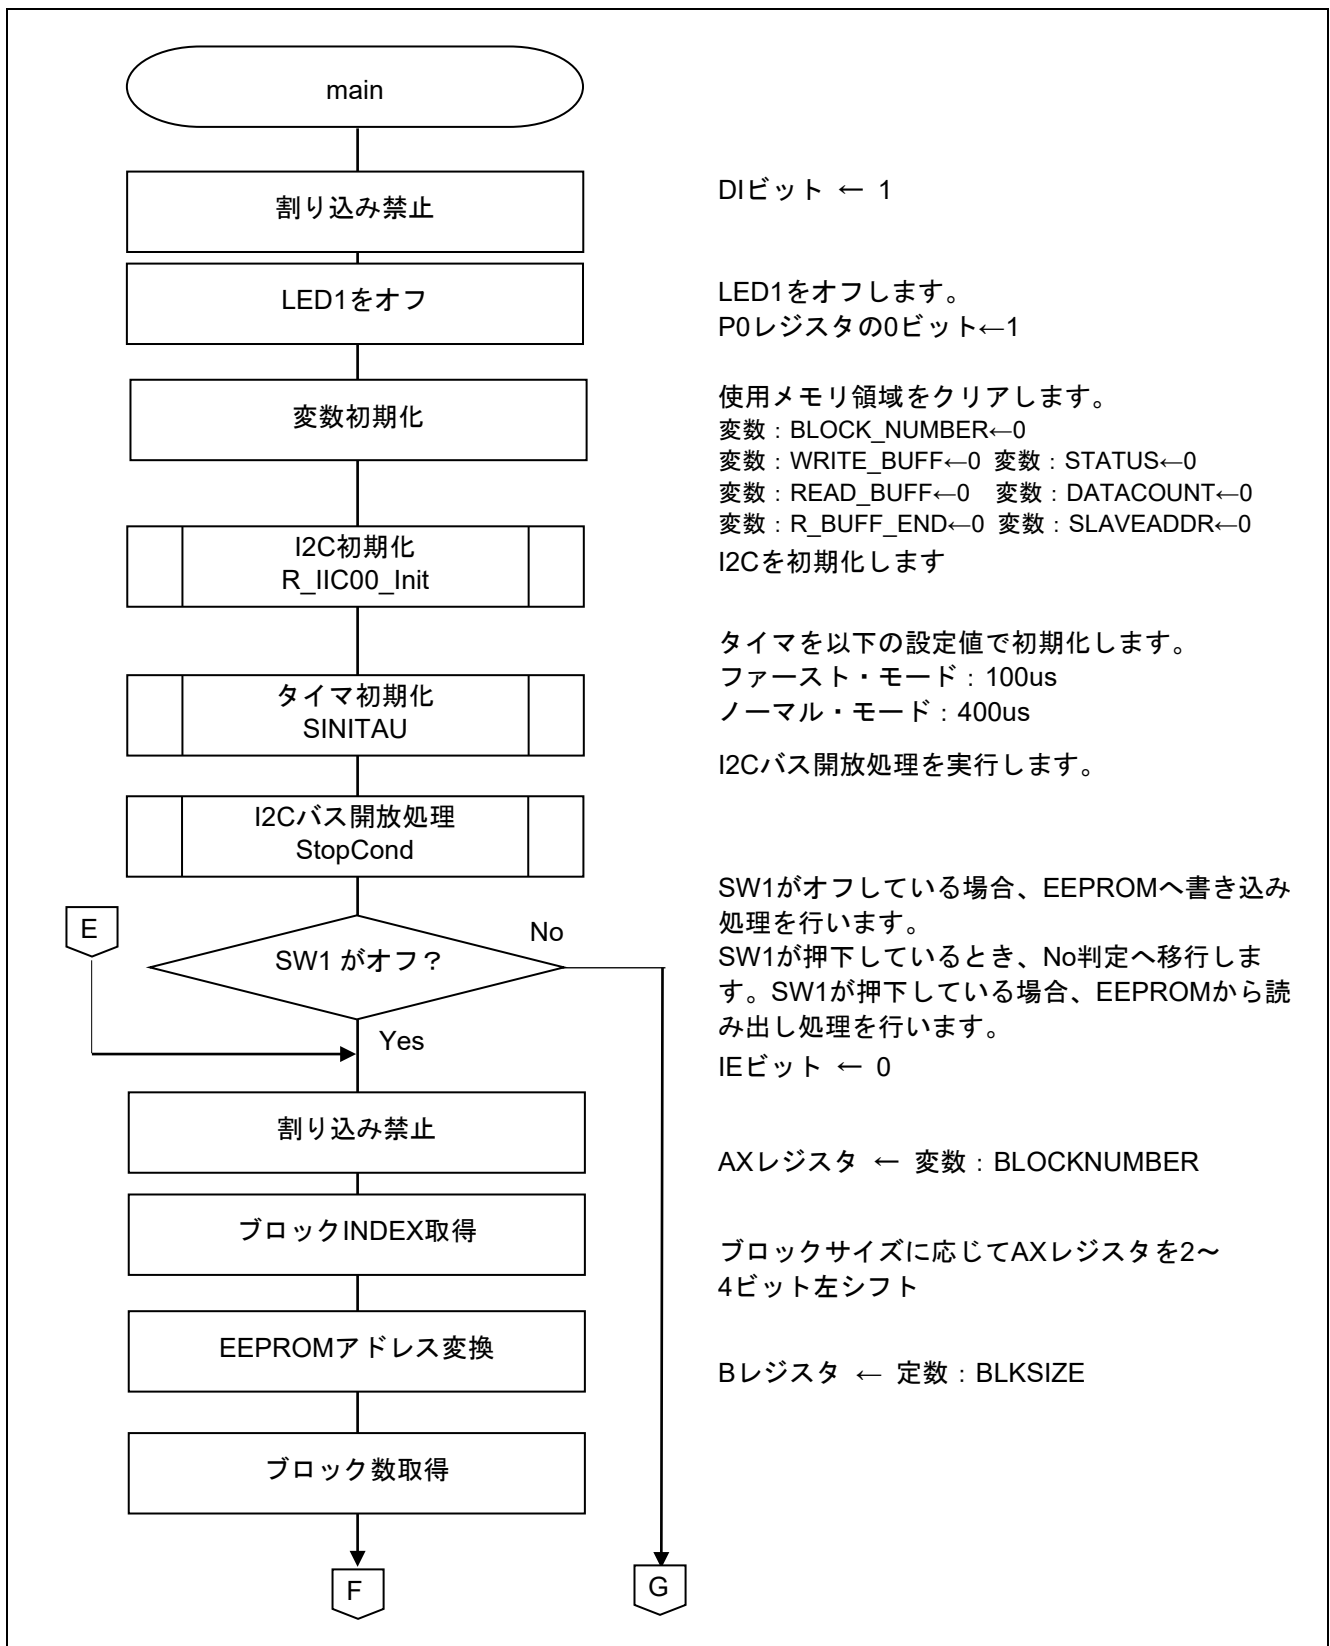 main
割り込み禁止
DIビット ← 1
LED1をオフ
LED1をオフします。
P0レジスタの0ビット←1
変数初期化
使用メモリ領域をクリアします。
変数：BLOCK_NUMBER←0
変数：WRITE_BUFF←0 変数：STATUS←0
変数：READ_BUFF←0 変数：DATACOUNT←0
変数：R_BUFF_END←0 変数：SLAVEADDR←0
I2C初期化
R_IIC00_Init
I2Cを初期化します
タイマ初期化
SINITAU
タイマを以下の設定値で初期化します。
ファースト・モード：100us
ノーマル・モード：400us
I2Cバス開放処理
StopCond
I2Cバス開放処理を実行します。
E
SW1 がオフ？
No
Yes
SW1がオフしている場合、EEPROMへ書き込み
処理を行います。
SW1が押下しているとき、No判定へ移行しま
す。SW1が押下している場合、EEPROMから読
み出し処理を行います。
IEビット ← 0
割り込み禁止
AXレジスタ ← 変数：BLOCKNUMBER
ブロックINDEX取得
ブロックサイズに応じてAXレジスタを2～
4ビット左シフト
EEPROMアドレス変換
Bレジスタ ← 定数：BLKSIZE
ブロック数取得
F
G